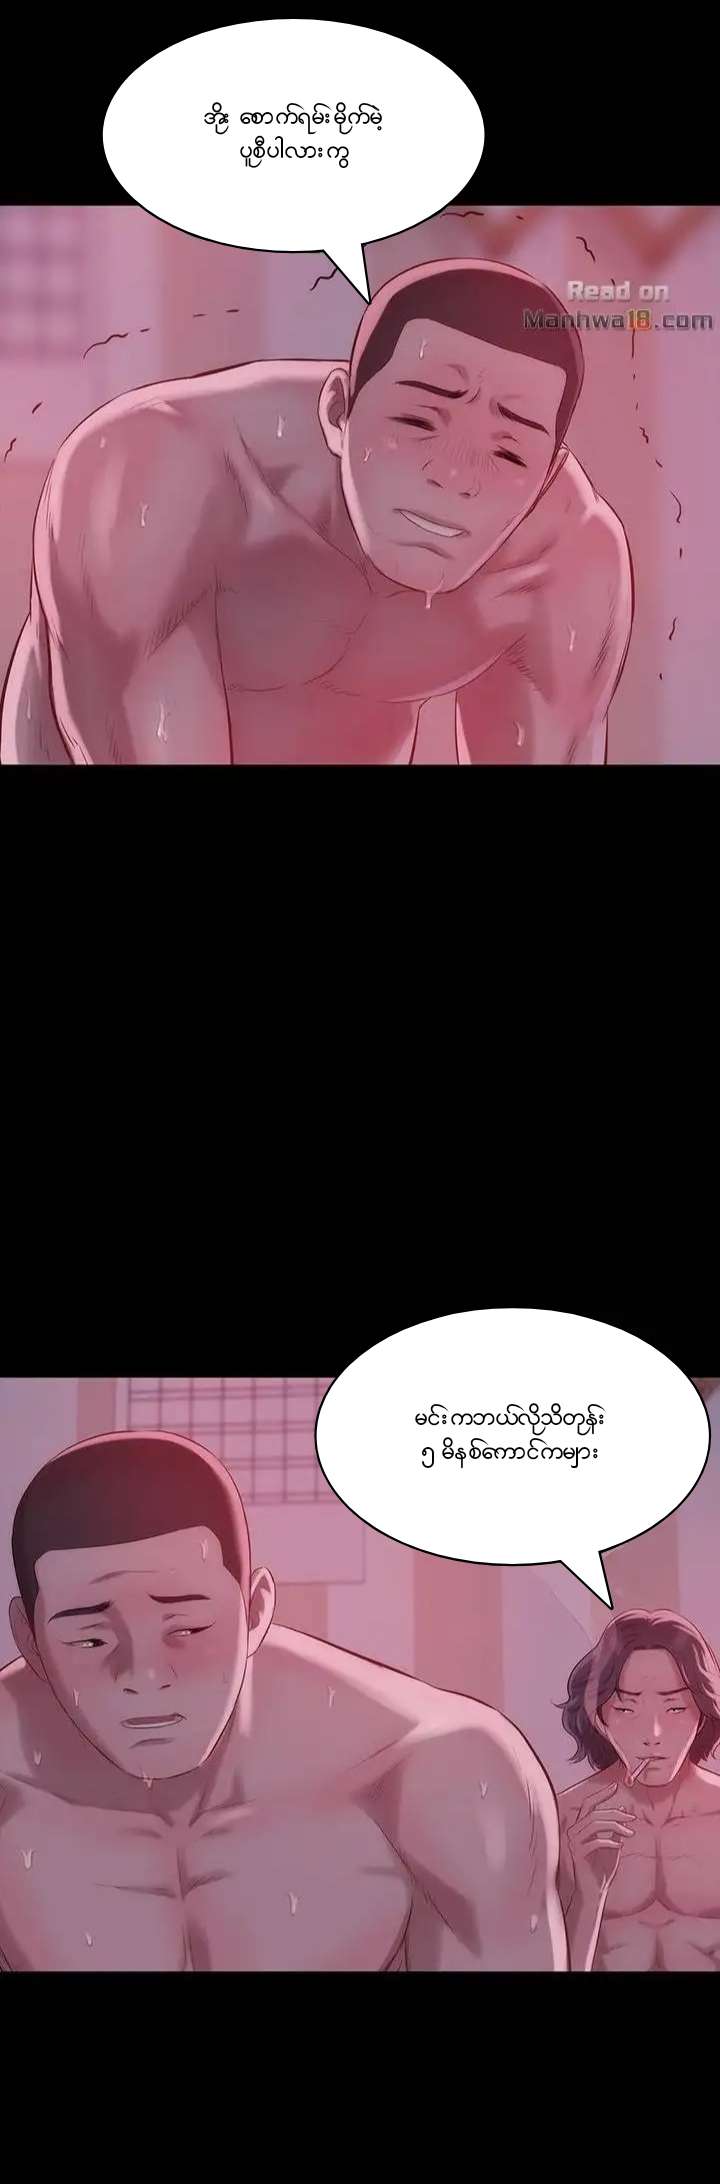 အိုး စောက်ရမ်းမိုက်မဲ့
ပူစီပါလားကွ
Read on
Manhwa18.com
မင်းကဘယ်လိုသိတုန်း
၅ မိနစ်ကောင်ကများ